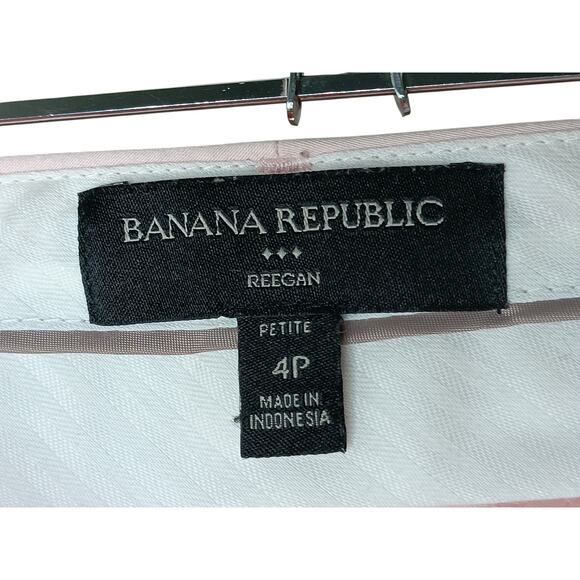 BANANA REPUBLIC
REEGAN
PETITE
4P
MADE IN
INDONESIA